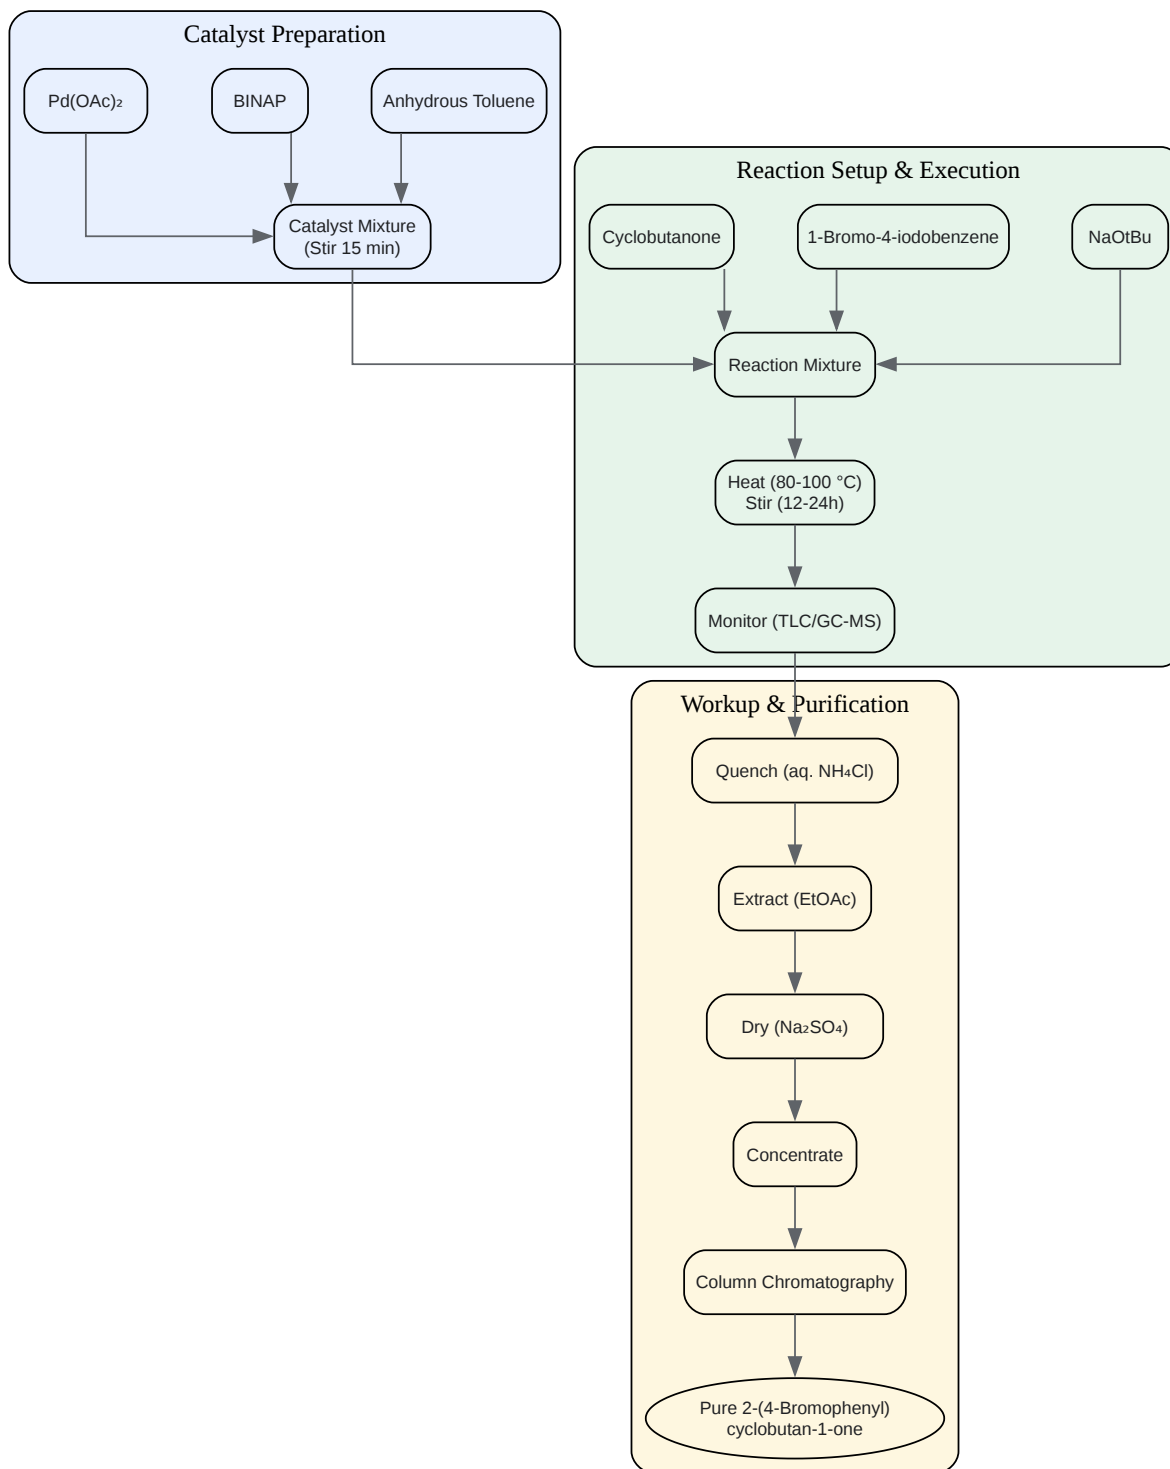 Catalyst Preparation
Pd(OAc)₂
BINAP
Anhydrous Toluene
Catalyst Mixture
(Stir 15 min)
Reaction Setup & Execution
Cyclobutanone
1-Bromo-4-iodobenzene
NaOtBu
Reaction Mixture
Heat (80-100 °C)
Stir (12-24h)
Monitor (TLC/GC-MS)
Workup & Purification
Quench (aq. NH₄Cl)
Extract (EtOAc)
Dry (Na₂SO₄)
Concentrate
Column Chromatography
Pure 2-(4-Bromophenyl)
cyclobutan-1-one